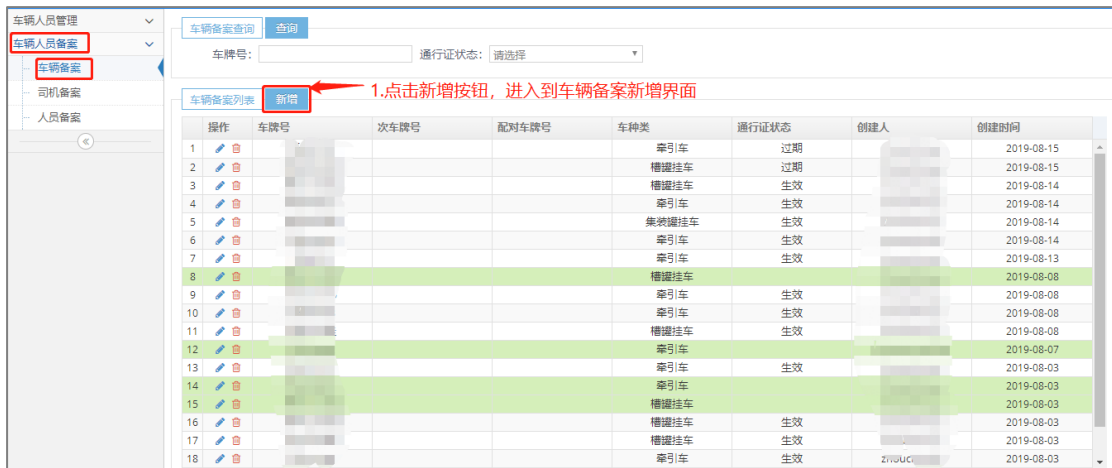 车辆人员管理
车辆人员备案
车辆备案
司机备案
人员备案
车辆备案查询 查询
车牌号: 通行证状态: 请选择
车辆备案列表 新增 1.点击新增按钮，进入到车辆备案新增界面
操作 车牌号 次车牌号 配对车牌号 车种类 通行证状态 创建人 创建时间
1 牵引车 过期 2019-08-15
2 槽罐挂车 过期 2019-08-15
3 槽罐挂车 生效 2019-08-14
4 牵引车 生效 2019-08-14
5 集装罐挂车 生效 2019-08-14
6 牵引车 生效 2019-08-14
7 牵引车 生效 2019-08-13
8 槽罐挂车 2019-08-08
9 牵引车 生效 2019-08-08
10 牵引车 生效 2019-08-08
11 槽罐挂车 生效 2019-08-08
12 牵引车 2019-08-07
13 牵引车 生效 2019-08-03
14 牵引车 2019-08-03
15 槽罐挂车 2019-08-03
16 槽罐挂车 生效 2019-08-03
17 槽罐挂车 生效 2019-08-03
18 牵引车 生效 2019-08-03